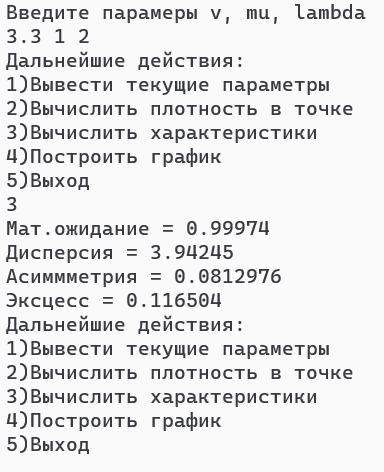 Введите парамеры v, mu, lambda
3.3 1 2
Дальнейшие действия:
1)Вывести текущие параметры
2)Вычислить плотность в точке
3)Вычислить характеристики
4)Построить график
5)Выход
3
Мат.ожидание = 0.99974
Дисперсия = 3.94245
Асиммметрия = 0.0812976
Эксцесс = 0.116504
Дальнейшие действия:
1)Вывести текущие параметры
2)Вычислить плотность в точке
3)Вычислить характеристики
4)Построить график
5)Выход